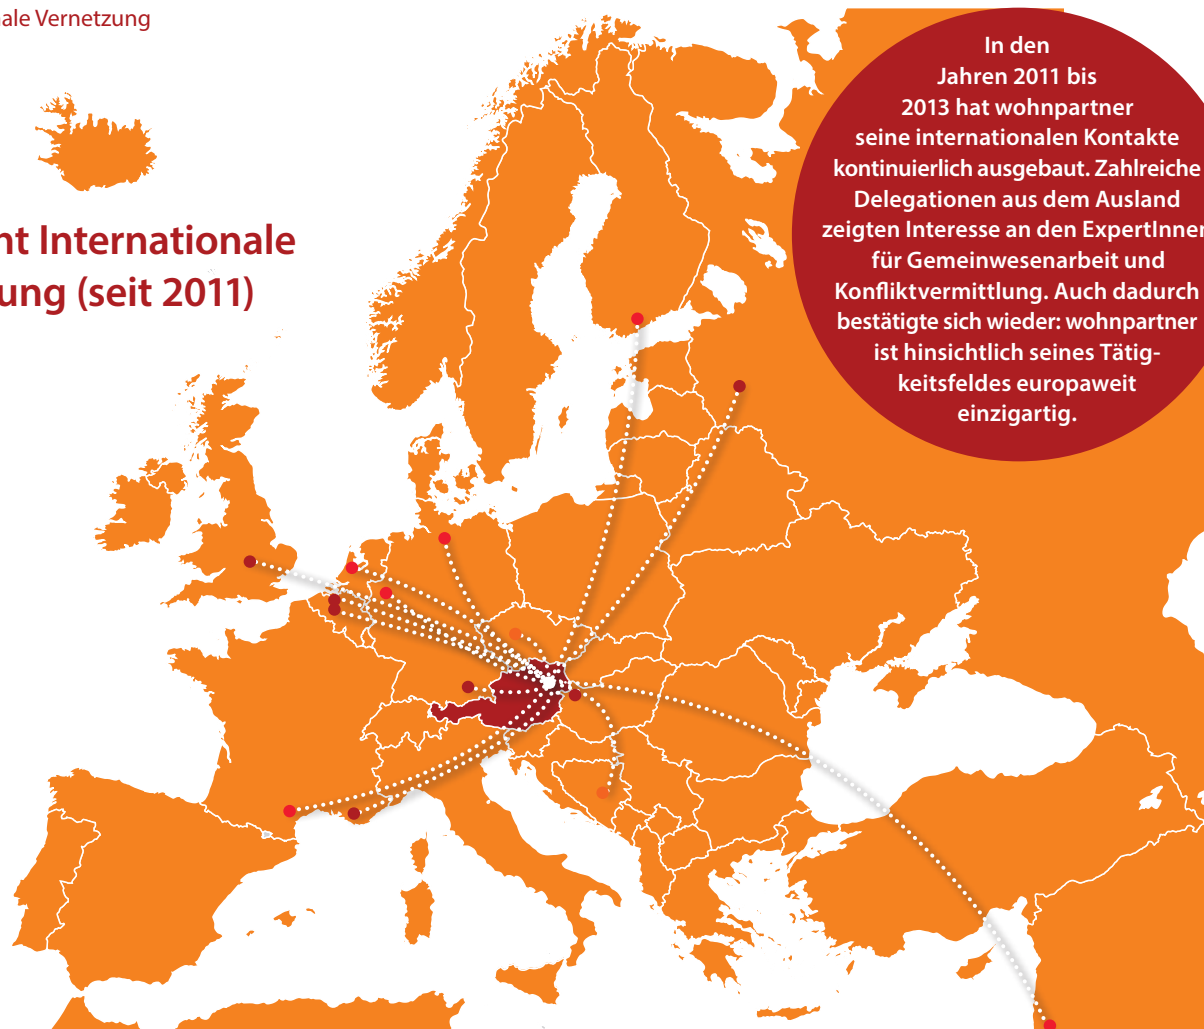 nale Vernetzung
nt Internationale
ung (seit 2011)
In den
Jahren 2011 bis
2013 hat wohnpartner
seine internationalen Kontakte
kontinuierlich ausgebaut. Zahlreiche
Delegationen aus dem Ausland
zeigten Interesse an den ExpertInnen
für Gemeinwesenarbeit und
Konfliktvermittlung. Auch dadurch
bestätigte sich wieder: wohnpartner
ist hinsichtlich seines Tätig-
keitsfeldes europaweit
einzigartig.